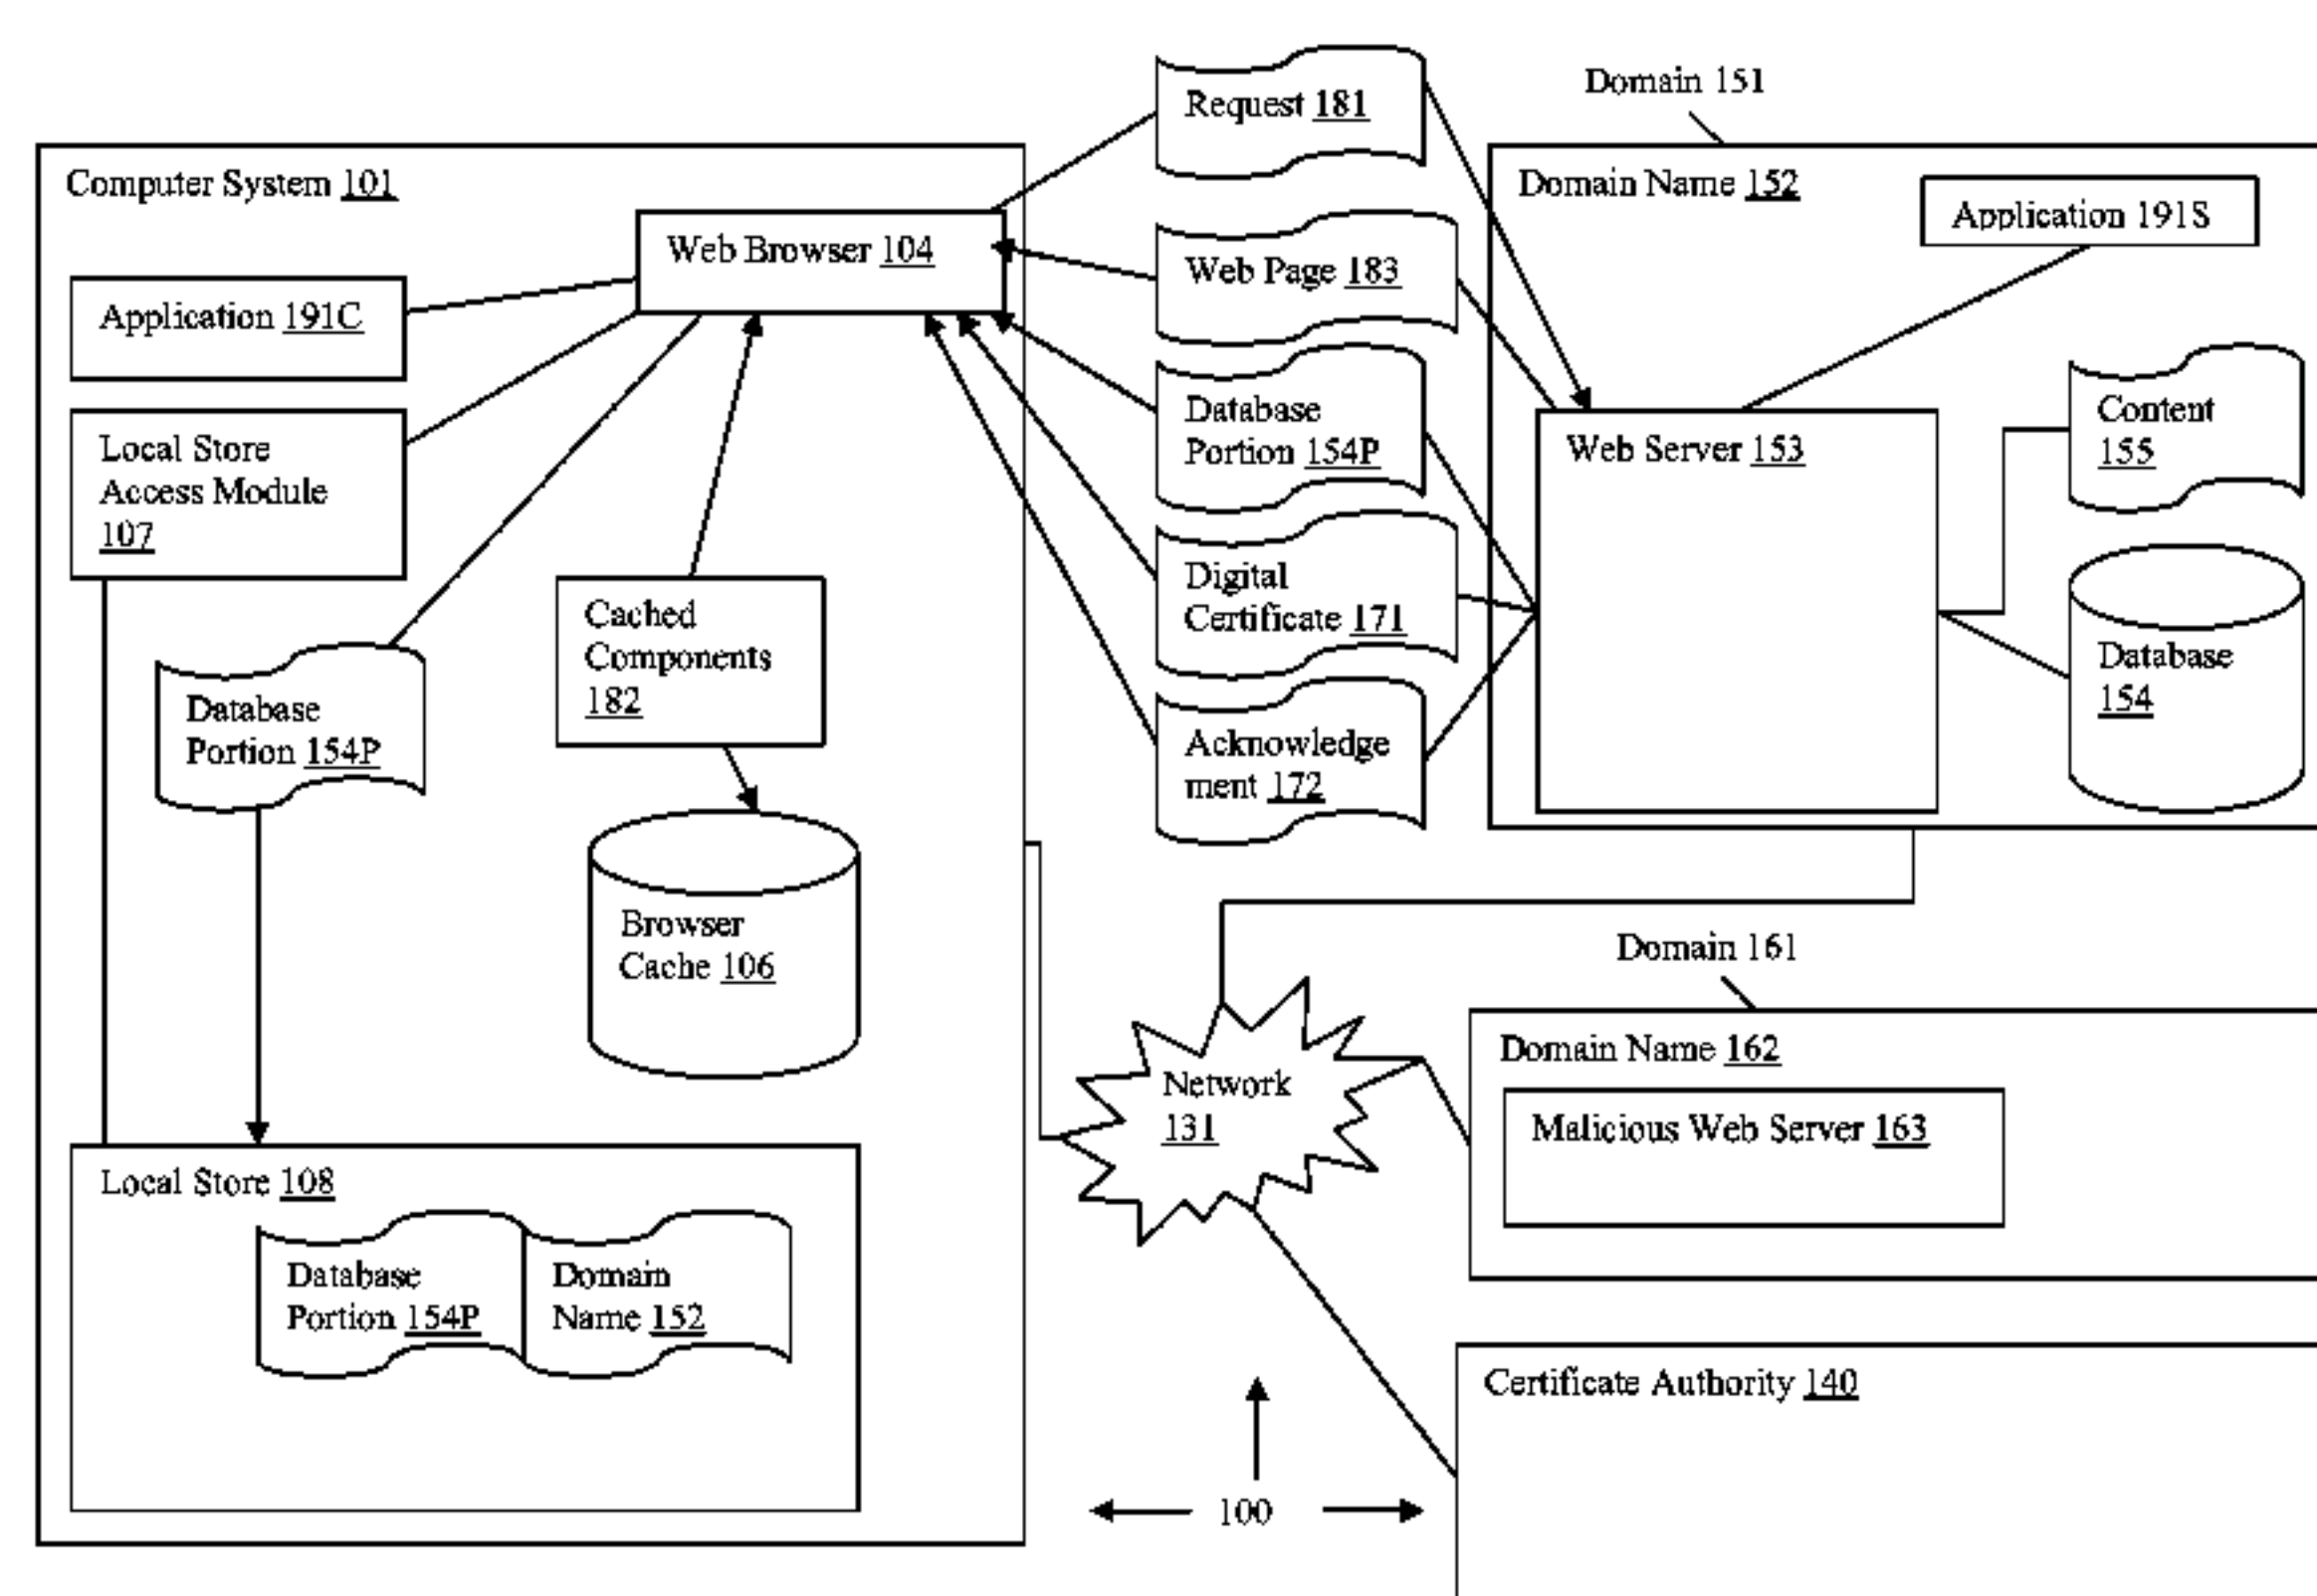 Computer System 101
Web Browser 104
Application 191C
Local Store
Access Module
107
Cached
Components
182
Database
Portion 154P
Browser
Cache 106
Local Store 108
Database
Portion 154P
Domain
Name 152
Request 181
Web Page 183
Database
Portion 154P
Digital
Certificate 171
Acknowledge
ment 172
Domain 151
Domain Name 152
Application 191S
Web Server 153
Content
155
Database
154
Network
131
Domain 161
Domain Name 162
Malicious Web Server 163
Certificate Authority 140
100